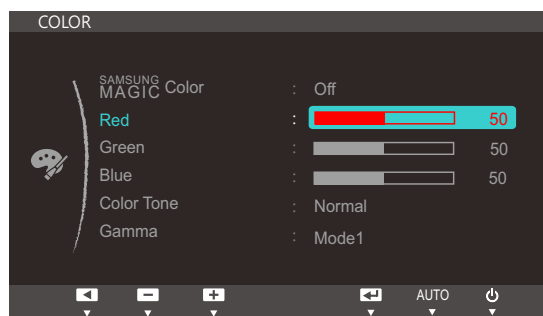 COLOR
SAMSUNG MAGIC Color : Off
Red : 50
Green : 50
Blue : 50
Color Tone : Normal
Gamma : Mode1
AUTO